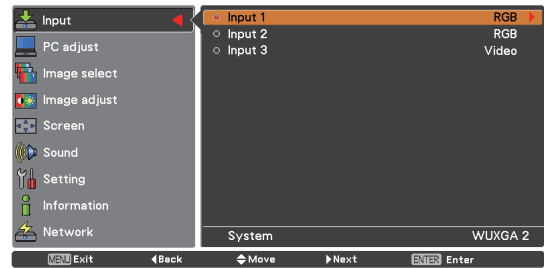 Input
PC adjust
Image select
Image adjust
Screen
Sound
Setting
Information
Network
Input 1 RGB
Input 2 RGB
Input 3 Video
System WUXGA 2
MENU Exit Back Move Next ENTER Enter